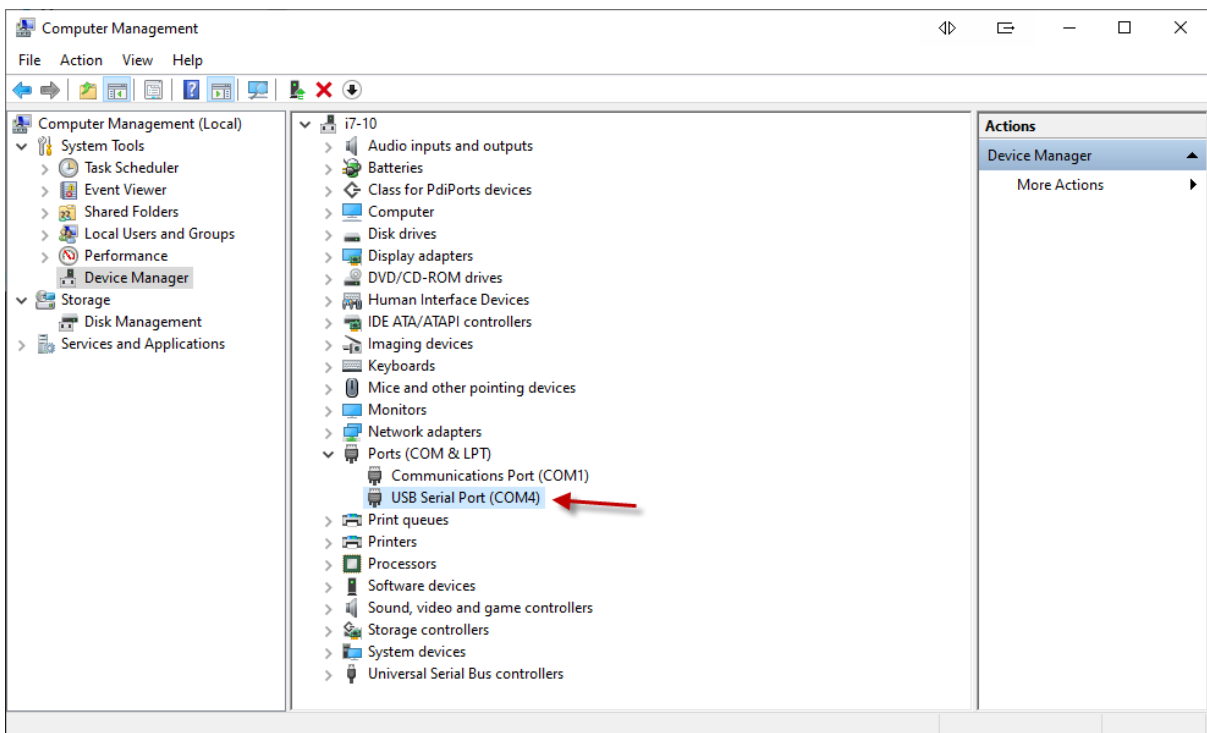 Computer Management
File Action View Help
Computer Management (Local)
System Tools
Task Scheduler
Event Viewer
Shared Folders
Local Users and Groups
Performance
Device Manager
Storage
Disk Management
Services and Applications
i7-10
Audio inputs and outputs
Batteries
Class for PdiPorts devices
Computer
Disk drives
Display adapters
DVD/CD-ROM drives
Human Interface Devices
IDE ATA/ATAPI controllers
Imaging devices
Keyboards
Mice and other pointing devices
Monitors
Network adapters
Ports (COM & LPT)
Communications Port (COM1)
USB Serial Port (COM4)
Print queues
Printers
Processors
Software devices
Sound, video and game controllers
Storage controllers
System devices
Universal Serial Bus controllers
Actions
Device Manager
More Actions